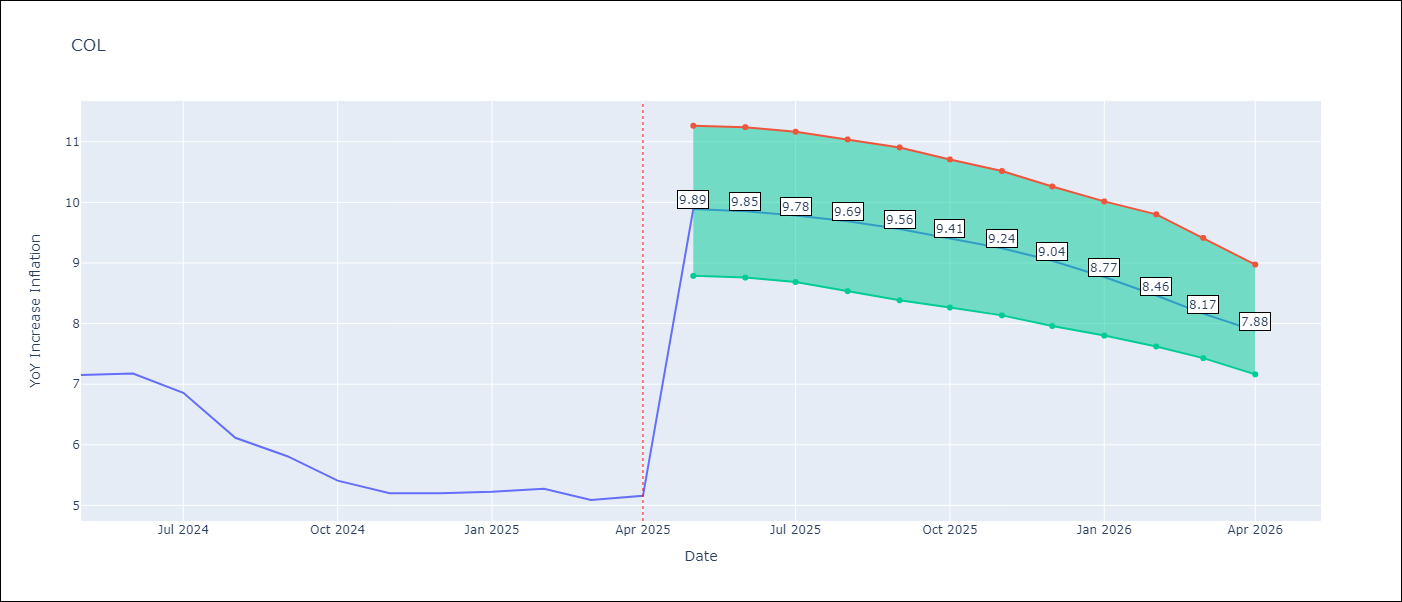 COL
YoY Increase Inflation
11
10
9
8
7
6
5
9.89
9.85
9.78
9.69
9.56
9.41
9.24
9.04
8.77
8.46
8.17
7.88
Jul 2024
Oct 2024
Jan 2025
Apr 2025
Jul 2025
Oct 2025
Jan 2026
Apr 2026
Date